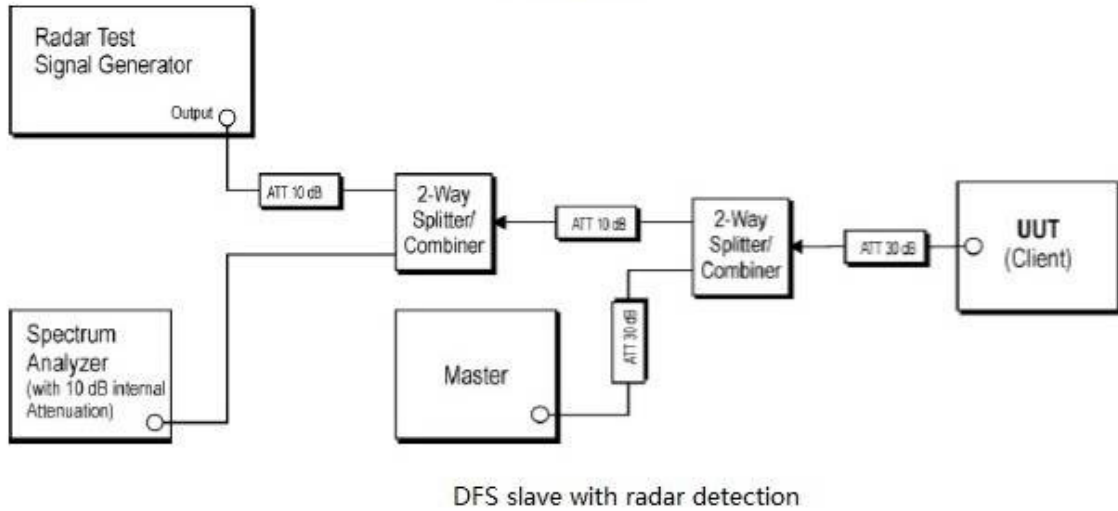 Radar Test
Signal Generator
Output
ATT 10 dB
2-Way
Splitter/
Combiner
ATT 10 dB
2-Way
Splitter/
Combiner
ATT 30 dB
UUT
(Client)
Spectrum
Analyzer
(with 10 dB internal
Attenuation)
Master
ATT 30 dB
DFS slave with radar detection